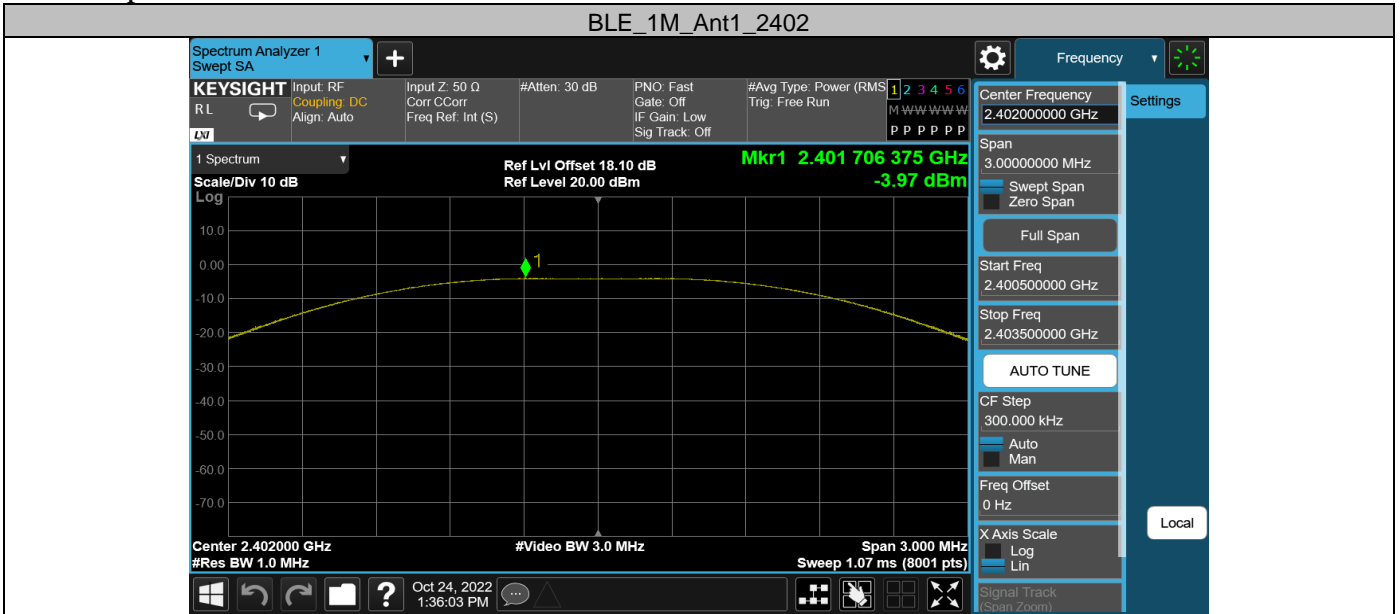 BLE_1M_Ant1_2402
Spectrum Analyzer 1
Swept SA
+
Frequency
KEYSIGHT
RL
LXI
Input: RF
Coupling: DC
Align: Auto
Input Z: 50 Ω
Corr CCorr
Freq Ref: Int (S)
#Atten: 30 dB
PNO: Fast
Gate: Off
IF Gain: Low
Sig Track: Off
#Avg Type: Power (RMS
Trig: Free Run
1 2 3 4 5 6
M W W W W W
P P P P P P
1 Spectrum
Scale/Div 10 dB
Ref Lvl Offset 18.10 dB
Ref Level 20.00 dBm
Mkr1 2.401 706 375 GHz
-3.97 dBm
Log
10.0
0.00
-10.0
-20.0
-30.0
-40.0
-50.0
-60.0
-70.0
1
Center 2.402000 GHz
#Res BW 1.0 MHz
#Video BW 3.0 MHz
Span 3.000 MHz
Sweep 1.07 ms (8001 pts)
Center Frequency
2.402000000 GHz
Span
3.00000000 MHz
Swept Span
Zero Span
Full Span
Start Freq
2.400500000 GHz
Stop Freq
2.403500000 GHz
AUTO TUNE
CF Step
300.000 kHz
Auto
Man
Freq Offset
0 Hz
X Axis Scale
Log
Lin
Signal Track
(Span Zoom)
Settings
Local
?
Oct 24, 2022
1:36:03 PM